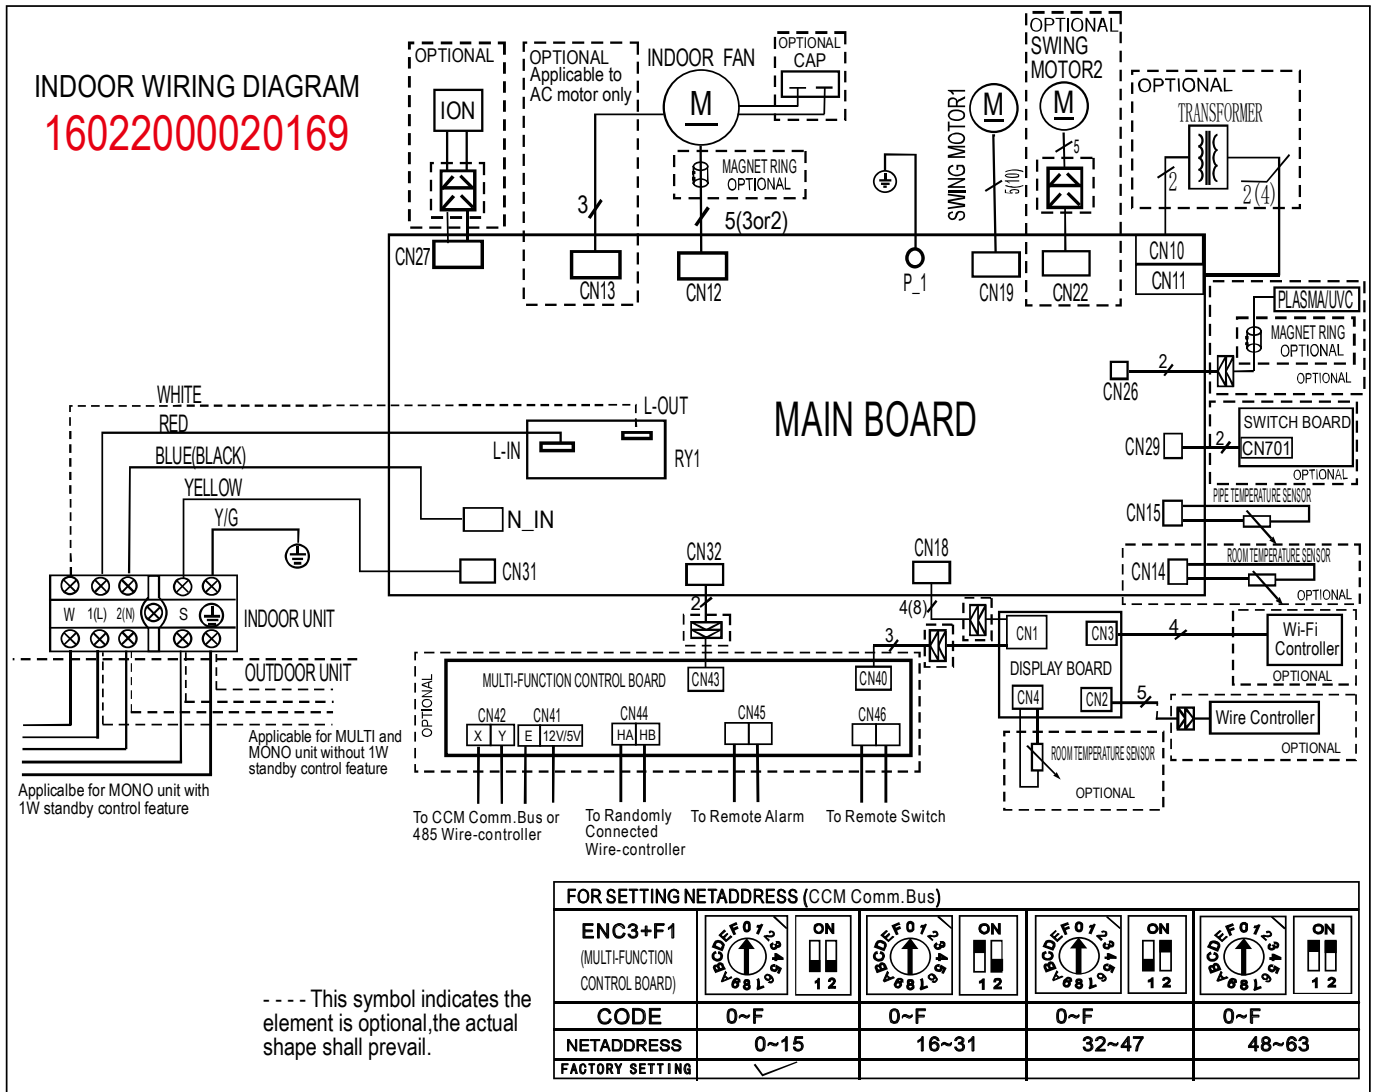 INDOOR WIRING DIAGRAM
16022000020169
OPTIONAL
ION
CN27
OPTIONAL
Applicable to
AC motor only
3
CN13
INDOOR FAN
M
OPTIONAL
CAP
MAGNET RING
OPTIONAL
5(3or2)
CN12
P_1
SWING MOTOR1
M
5(10)
CN19
OPTIONAL
SWING
MOTOR2
M
5
CN22
OPTIONAL
TRANSFORMER
2
2(4)
CN10
CN11
PLASMA/UVC
MAGNET RING
OPTIONAL
OPTIONAL
2
CN26
SWITCH BOARD
CN701
OPTIONAL
2
CN29
PIPE TEMPERATURE SENSOR
CN15
ROOM TEMPERATURE SENSOR
CN14
OPTIONAL
MAIN BOARD
WHITE
RED
BLUE(BLACK)
YELLOW
Y/G
L-OUT
L-IN
RY1
N_IN
CN31
W
1(L)
2(N)
S
INDOOR UNIT
OUTDOOR UNIT
Applicable for MULTI and
MONO unit without 1W
standby control feature
Applicalbe for MONO unit with
1W standby control feature
CN32
2
CN18
4(8)
3
OPTIONAL
MULTI-FUNCTION CONTROL BOARD
CN43
CN40
CN42
X Y
CN41
E 12V/5V
CN44
HA HB
CN45
CN46
To CCM Comm.Bus or
485 Wire-controller
To Randomly
Connected
Wire-controller
To Remote Alarm
To Remote Switch
CN1
CN3
DISPLAY BOARD
CN4
CN2
4
Wi-Fi
Controller
OPTIONAL
5
Wire Controller
OPTIONAL
ROOM TEMPERATURE SENSOR
OPTIONAL
FOR SETTING NETADDRESS (CCM Comm.Bus)
ENC3+F1
(MULTI-FUNCTION
CONTROL BOARD)
0123456789ABCDEF
ON
1 2
0123456789ABCDEF
ON
1 2
0123456789ABCDEF
ON
1 2
0123456789ABCDEF
ON
1 2
CODE 0~F 0~F 0~F 0~F
NETADDRESS 0~15 16~31 32~47 48~63
FACTORY SETTING
- - - - This symbol indicates the
element is optional,the actual
shape shall prevail.